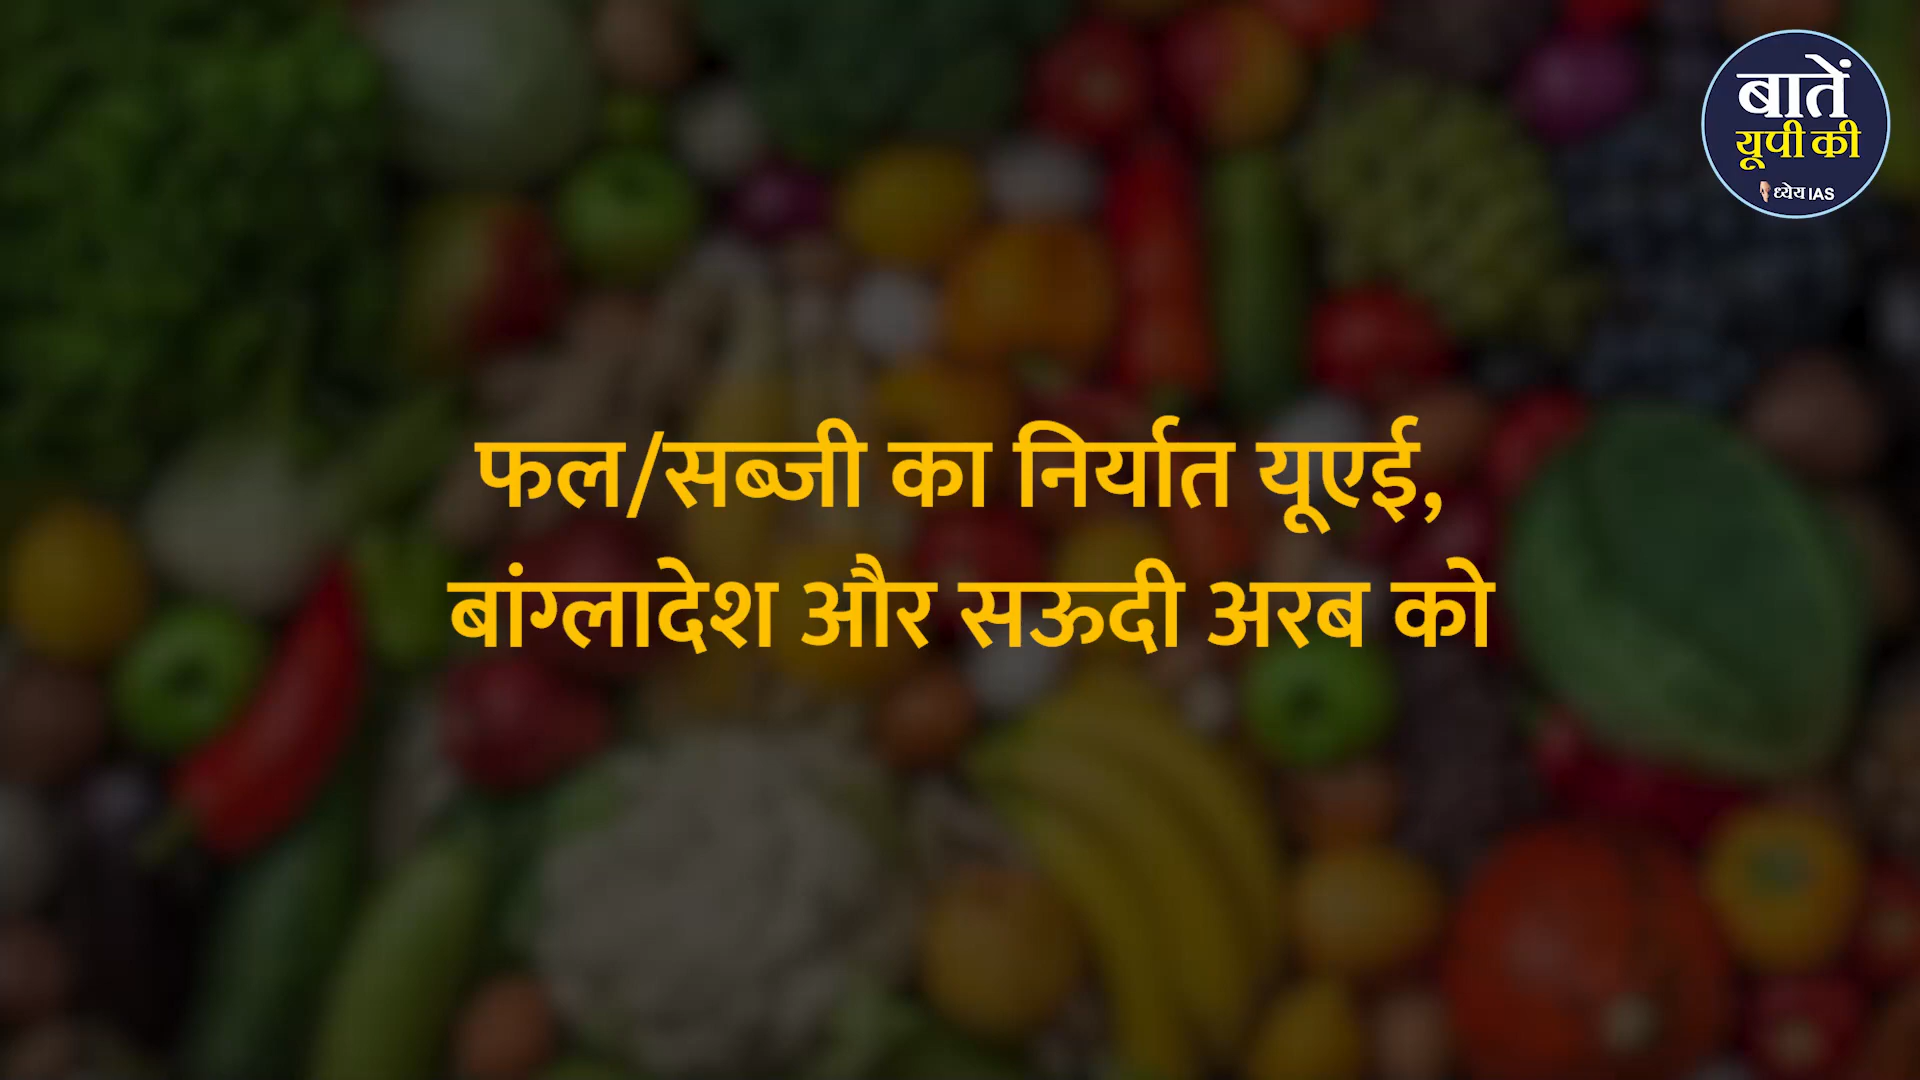 बातें
यूपी की
ध्येय IAS
फल/सब्जी का निर्यात यूएई,
बांग्लादेश और सऊदी अरब को